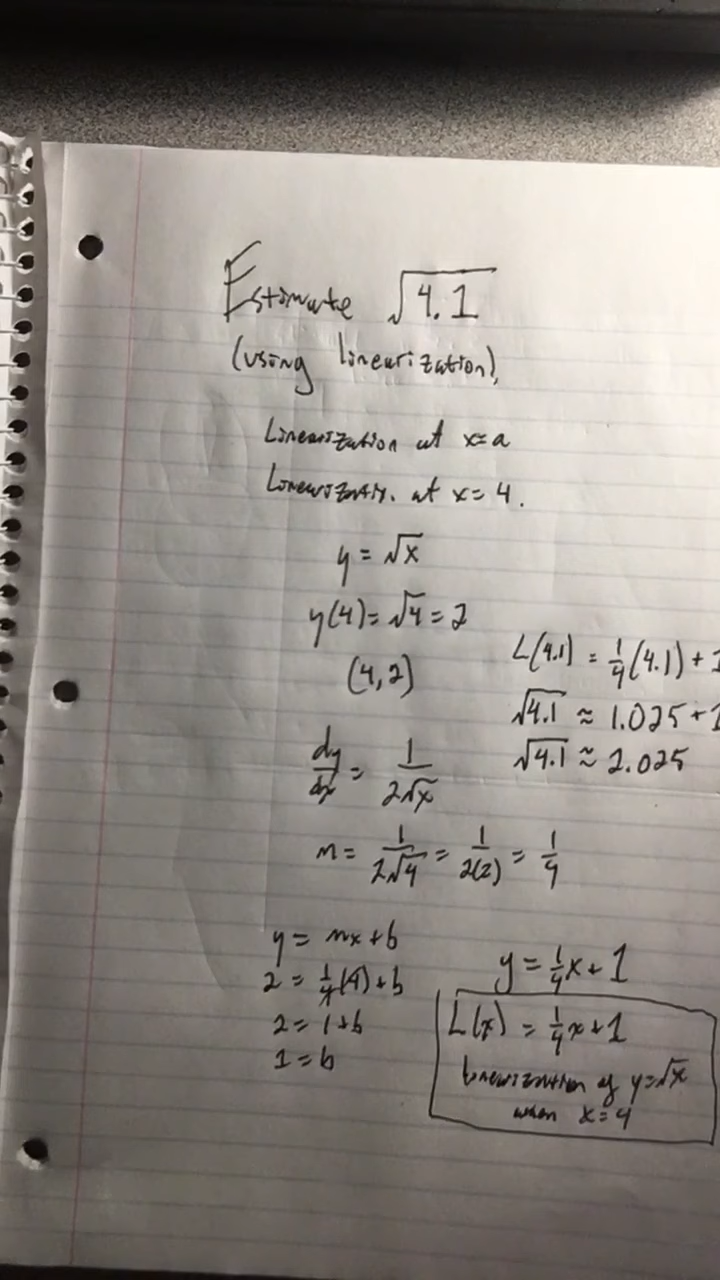 Estimate √4.1
(using linearization),
Linearization at x=a
Linearizatn. at x=4.
y = √x
y(4) = √4 = 2
(4,2)
dy/dx = 1/(2√x)
m = 1/(2√4) = 1/(2(2)) = 1/4
y = mx+b
2 = 1/4(4)+b
2 = 1+b
1 = b
L(4.1) = 1/4(4.1) + 1
√4.1 ≈ 1.025 + 1
√4.1 ≈ 2.025
y = 1/4x + 1
L(x) = 1/4x+1
linearization of y=√x
when x=4